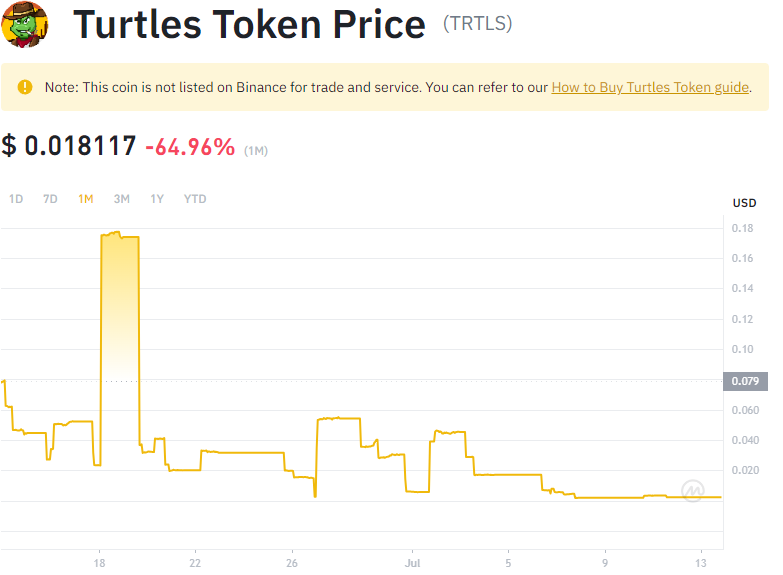 Turtles Token Price (TRTLS)
Note: This coin is not listed on Binance for trade and service. You can refer to our How to Buy Turtles Token guide.
$ 0.018117 -64.96% (1M)
1D 7D 1M 3M 1Y YTD
USD
0.18
0.16
0.14
0.12
0.10
0.079
0.060
0.040
0.020
18 22 26 Jul 5 9 13